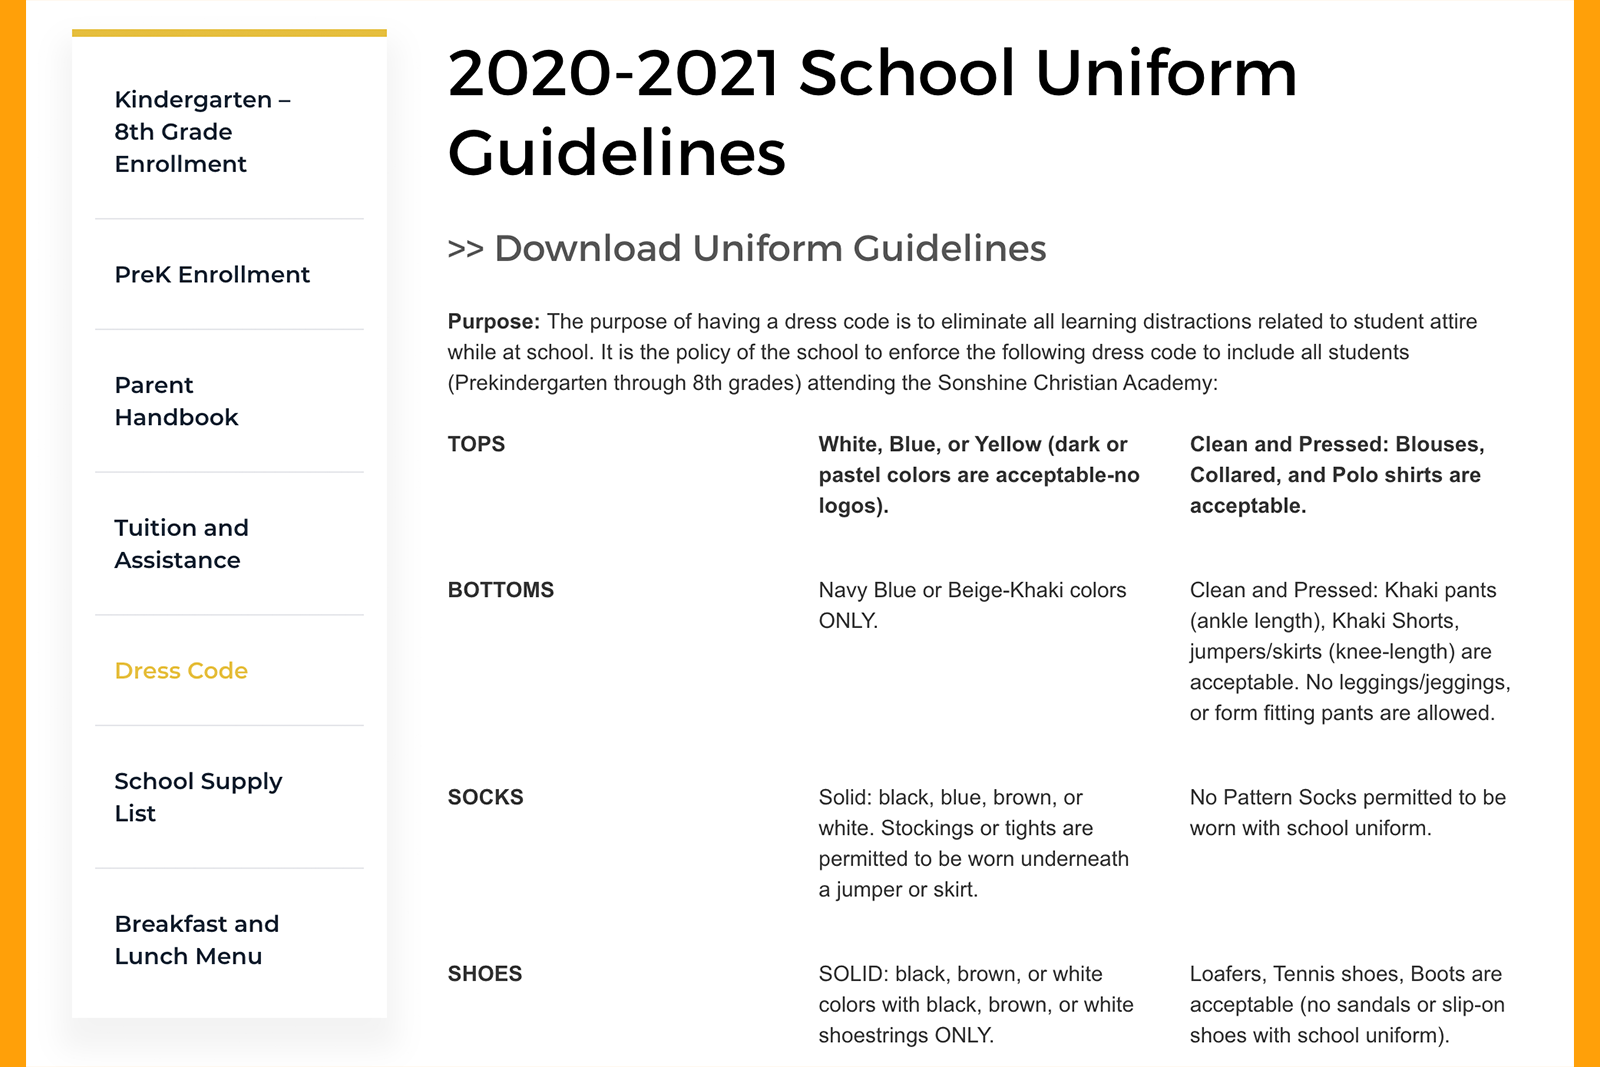 Kindergarten –
8th Grade
Enrollment
PreK Enrollment
Parent
Handbook
Tuition and
Assistance
Dress Code
School Supply
List
Breakfast and
Lunch Menu
2020-2021 School Uniform
Guidelines
>> Download Uniform Guidelines
Purpose: The purpose of having a dress code is to eliminate all learning distractions related to student attire
while at school. It is the policy of the school to enforce the following dress code to include all students
(Prekindergarten through 8th grades) attending the Sonshine Christian Academy:
TOPS
White, Blue, or Yellow (dark or
pastel colors are acceptable-no
logos).
Clean and Pressed: Blouses,
Collared, and Polo shirts are
acceptable.
BOTTOMS
Navy Blue or Beige-Khaki colors
ONLY.
Clean and Pressed: Khaki pants
(ankle length), Khaki Shorts,
jumpers/skirts (knee-length) are
acceptable. No leggings/jeggings,
or form fitting pants are allowed.
SOCKS
Solid: black, blue, brown, or
white. Stockings or tights are
permitted to be worn underneath
a jumper or skirt.
No Pattern Socks permitted to be
worn with school uniform.
SHOES
SOLID: black, brown, or white
colors with black, brown, or white
shoestrings ONLY.
Loafers, Tennis shoes, Boots are
acceptable (no sandals or slip-on
shoes with school uniform).